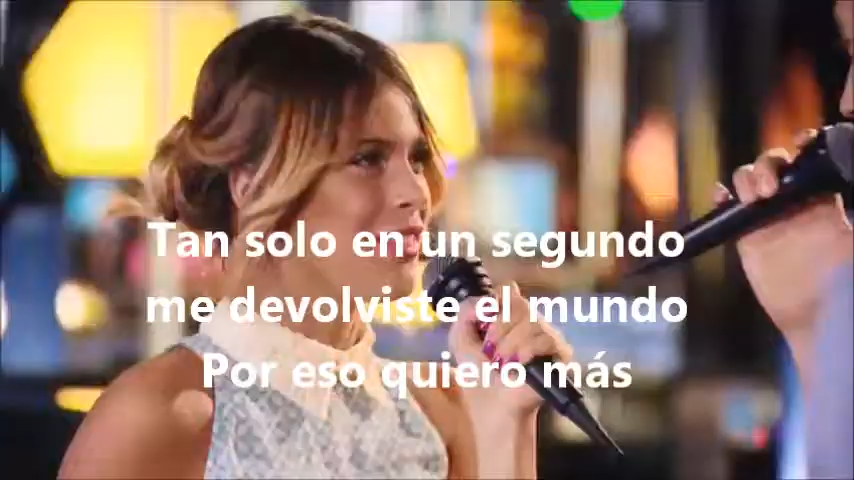 Tan solo en un segundo
me devolviste el mundo
Por eso quiero más